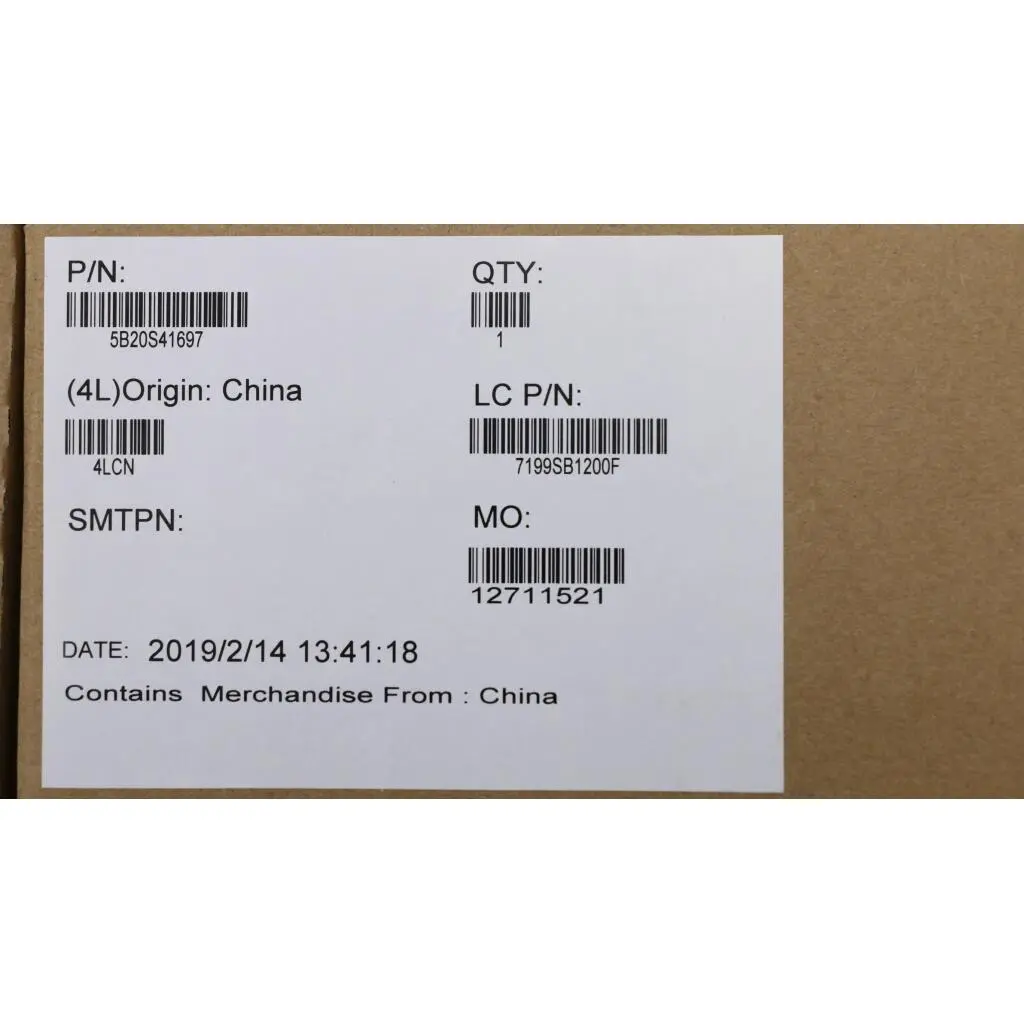 P/N:
5B20S41697
QTY:
1
(4L)Origin: China
4LCN
LC P/N:
7199SB1200F
SMTPN:
MO:
12711521
DATE: 2019/2/14 13:41:18
Contains Merchandise From : China